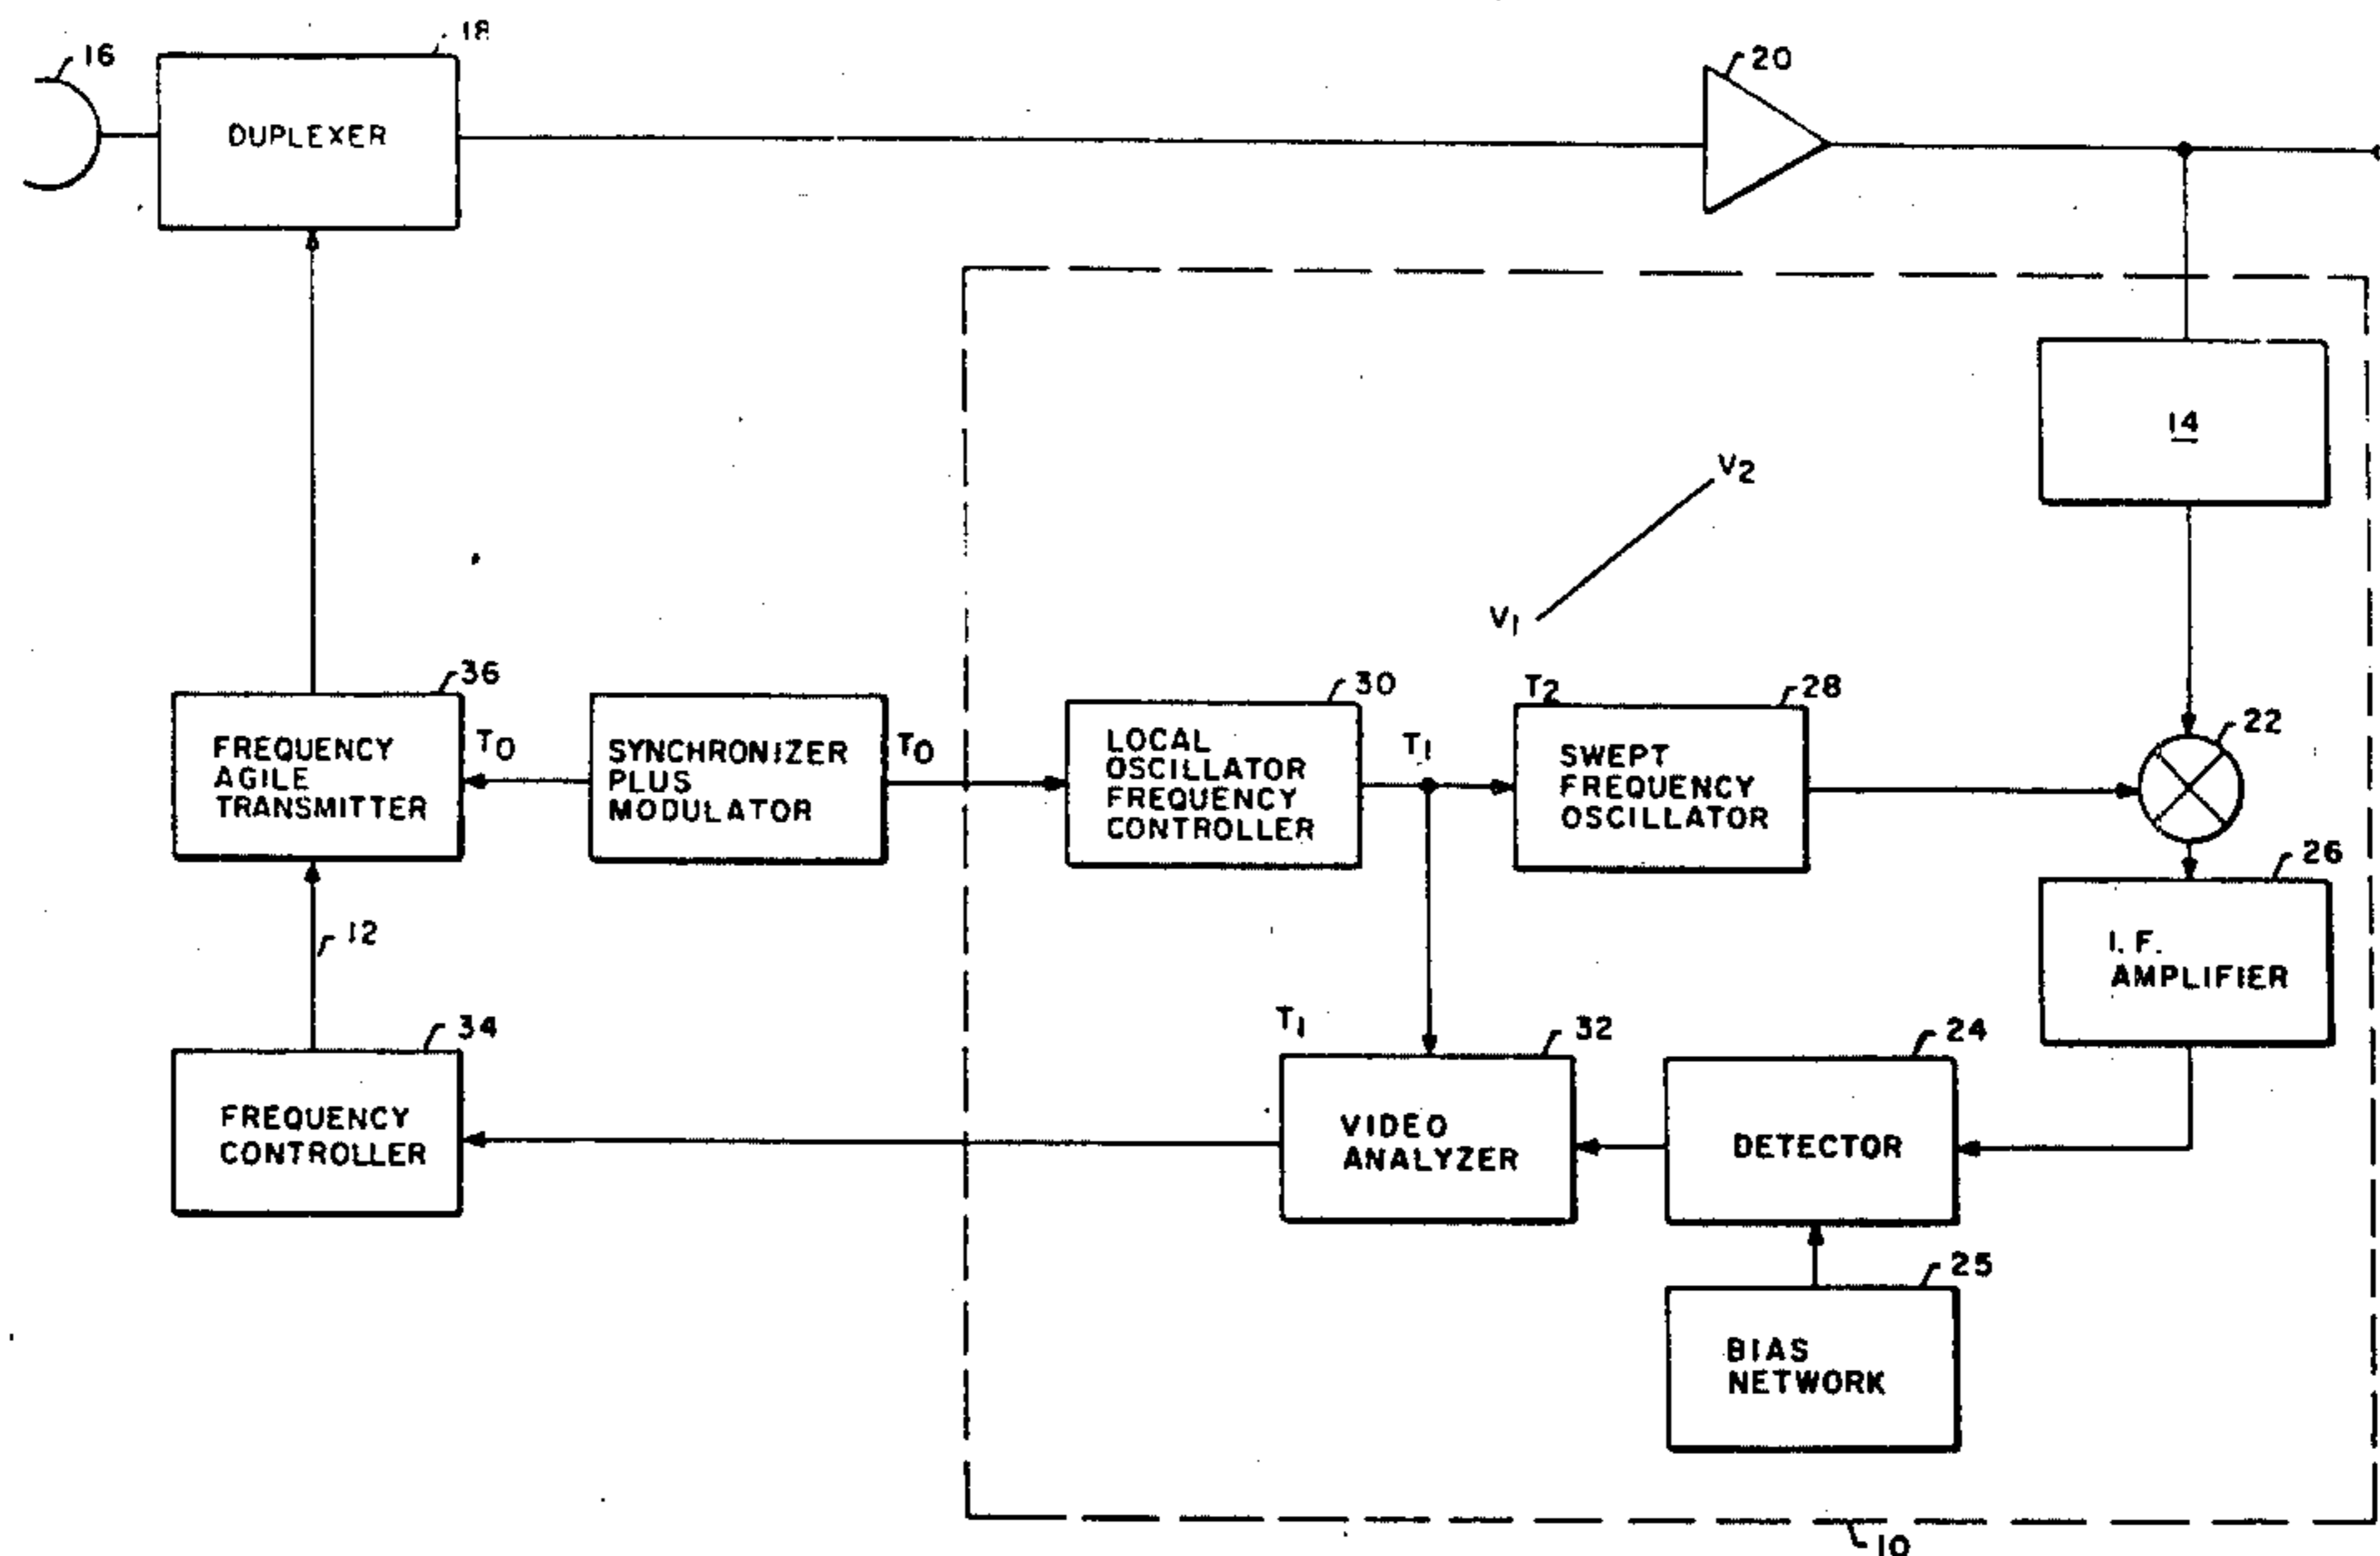 16
18
DUPLEXER
20
14
V2
V1
36
FREQUENCY
AGILE
TRANSMITTER
T0
SYNCHRONIZER
PLUS
MODULATOR
T0
30
LOCAL
OSCILLATOR
FREQUENCY
CONTROLLER
T1
T2
28
SWEPT
FREQUENCY
OSCILLATOR
22
26
I.F.
AMPLIFIER
12
34
FREQUENCY
CONTROLLER
T1
32
VIDEO
ANALYZER
24
DETECTOR
25
BIAS
NETWORK
10